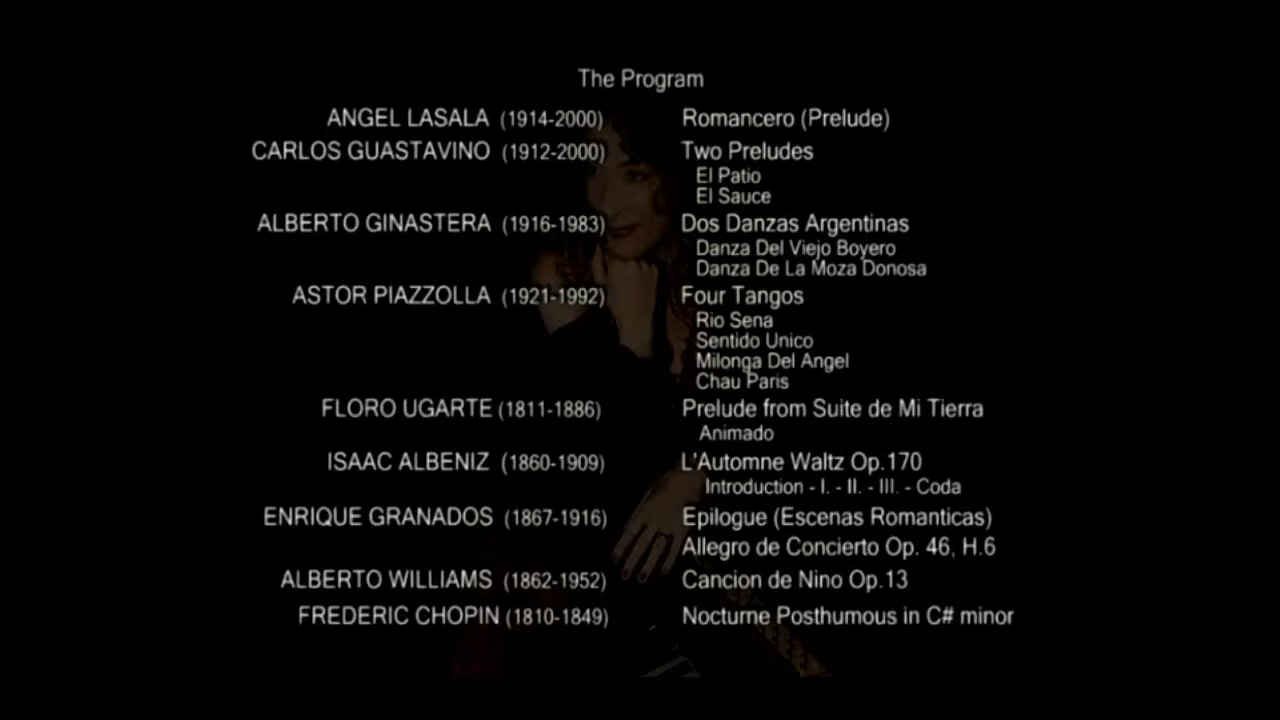 The Program
ANGEL LASALA (1914-2000) Romancero (Prelude)
CARLOS GUASTAVINO (1912-2000) Two Preludes
El Patio
El Sauce
ALBERTO GINASTERA (1916-1983) Dos Danzas Argentinas
Danza Del Viejo Boyero
Danza De La Moza Donosa
ASTOR PIAZZOLLA (1921-1992) Four Tangos
Rio Sena
Sentido Unico
Milonga Del Angel
Chau Paris
FLORO UGARTE (1811-1886) Prelude from Suite de Mi Tierra
Animado
ISAAC ALBENIZ (1860-1909) L'Automne Waltz Op.170
Introduction - I. - II. - III. - Coda
ENRIQUE GRANADOS (1867-1916) Epilogue (Escenas Romanticas)
Allegro de Concierto Op. 46, H.6
ALBERTO WILLIAMS (1862-1952) Cancion de Nino Op.13
FREDERIC CHOPIN (1810-1849) Nocturne Posthumous in C# minor